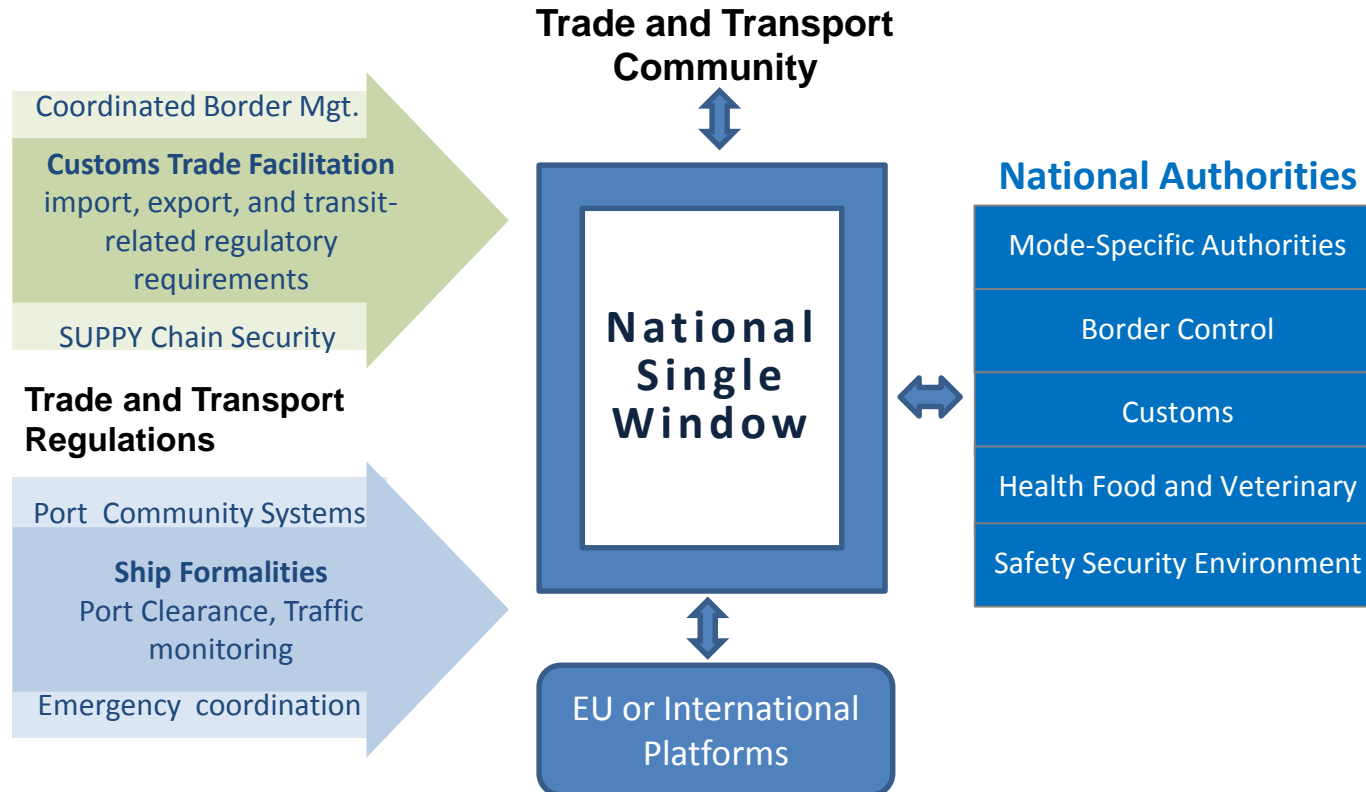 Trade and Transport
Community
Coordinated Border Mgt.
Customs Trade Facilitation
import, export, and transit-
related regulatory
requirements
SUPPY Chain Security
Trade and Transport
Regulations
Port Community Systems
Ship Formalities
Port Clearance, Traffic
monitoring
Emergency coordination
National
Single
Window
EU or International
Platforms
National Authorities
Mode-Specific Authorities
Border Control
Customs
Health Food and Veterinary
Safety Security Environment